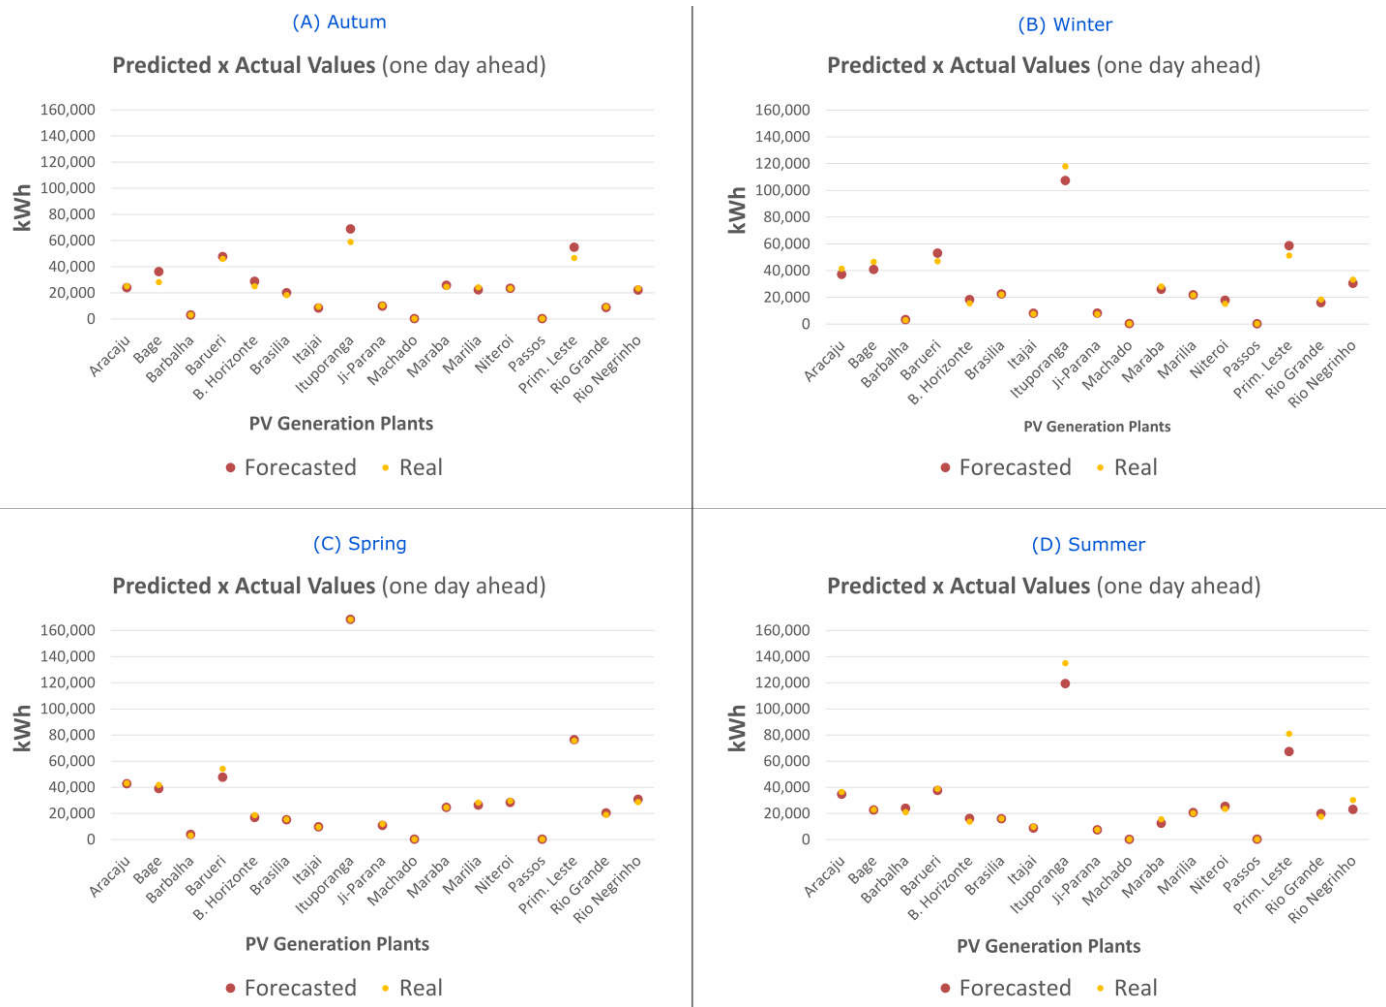 (A) Autum
Predicted x Actual Values (one day ahead)
kWh
160,000
140,000
120,000
100,000
80,000
60,000
40,000
20,000
0
Aracaju
Bage
Barbalha
Barueri
B. Horizonte
Brasilia
Itajai
Ituporanga
Ji-Parana
Machado
Maraba
Marilia
Niteroi
Passos
Prim. Leste
Rio Grande
Rio Negrinho
PV Generation Plants
Forecasted Real
(B) Winter
Predicted x Actual Values (one day ahead)
kWh
160,000
140,000
120,000
100,000
80,000
60,000
40,000
20,000
0
Aracaju
Bage
Barbalha
Barueri
B. Horizonte
Brasilia
Itajai
Ituporanga
Ji-Parana
Machado
Maraba
Marilia
Niteroi
Passos
Prim. Leste
Rio Grande
Rio Negrinho
PV Generation Plants
Forecasted Real
(C) Spring
Predicted x Actual Values (one day ahead)
kWh
160,000
140,000
120,000
100,000
80,000
60,000
40,000
20,000
0
Aracaju
Bage
Barbalha
Barueri
B. Horizonte
Brasilia
Itajai
Ituporanga
Ji-Parana
Machado
Maraba
Marilia
Niteroi
Passos
Prim. Leste
Rio Grande
Rio Negrinho
PV Generation Plants
Forecasted Real
(D) Summer
Predicted x Actual Values (one day ahead)
kWh
160,000
140,000
120,000
100,000
80,000
60,000
40,000
20,000
0
Aracaju
Bage
Barbalha
Barueri
B. Horizonte
Brasilia
Itajai
Ituporanga
Ji-Parana
Machado
Maraba
Marilia
Niteroi
Passos
Prim. Leste
Rio Grande
Rio Negrinho
PV Generation Plants
Forecasted Real